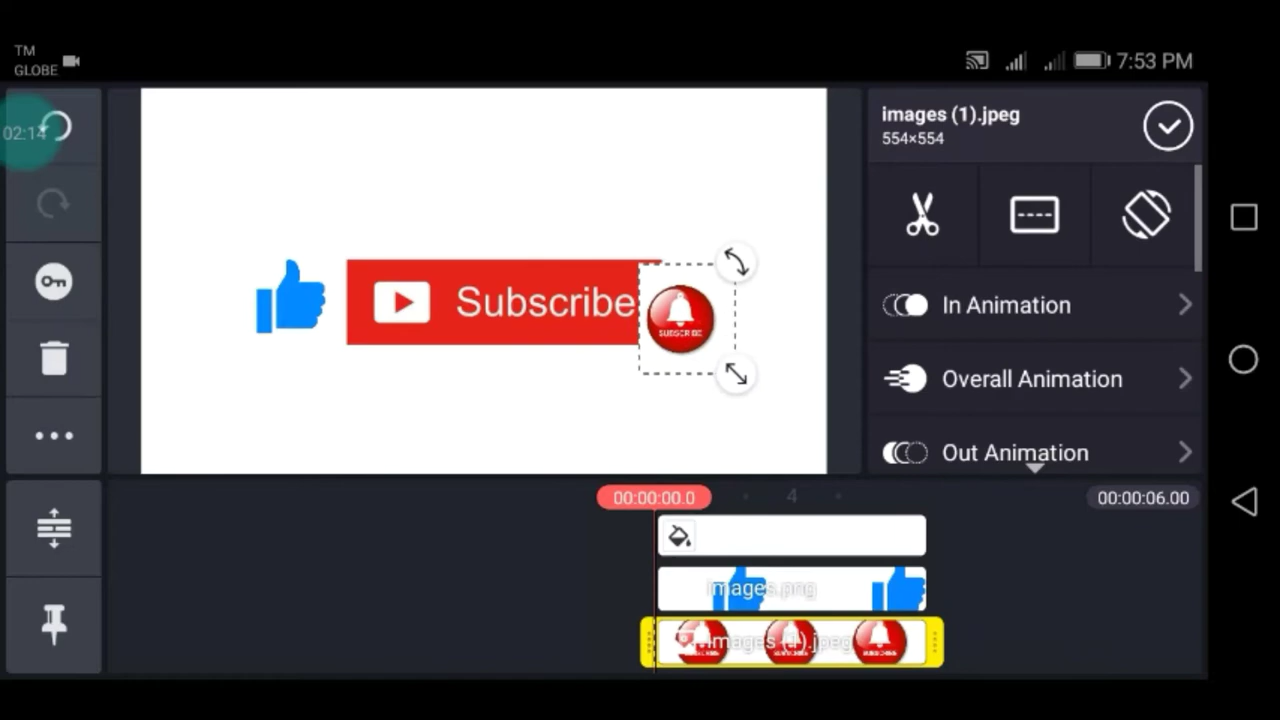 TM
GLOBE
7:53 PM
02:14
images (1).jpeg
554×554
Subscribe
SUBSCRIBE
In Animation
Overall Animation
Out Animation
00:00:00.0
4
00:00:06.00
images.png
images (1).jpeg